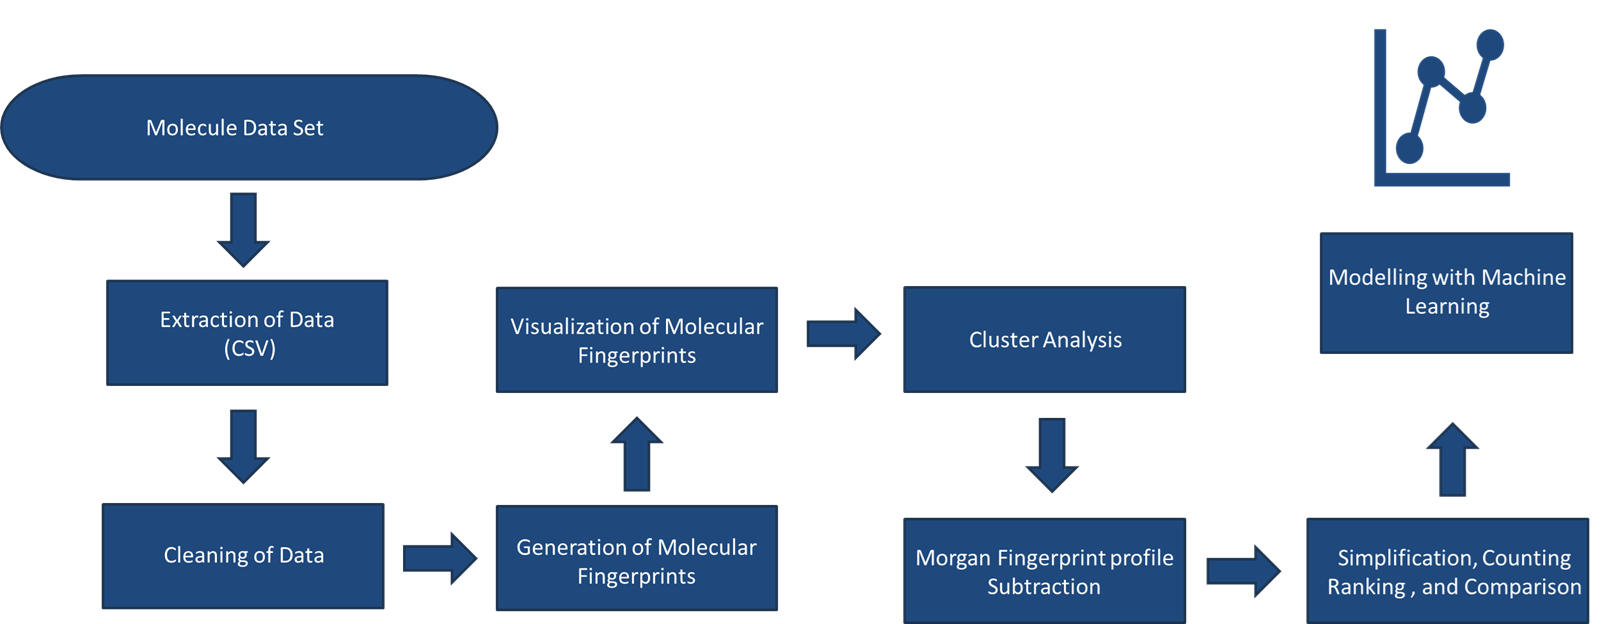 Molecule Data Set
Extraction of Data
(CSV)
Cleaning of Data
Generation of Molecular
Fingerprints
Visualization of Molecular
Fingerprints
Cluster Analysis
Morgan Fingerprint profile
Subtraction
Simplification, Counting
Ranking , and Comparison
Modelling with Machine
Learning